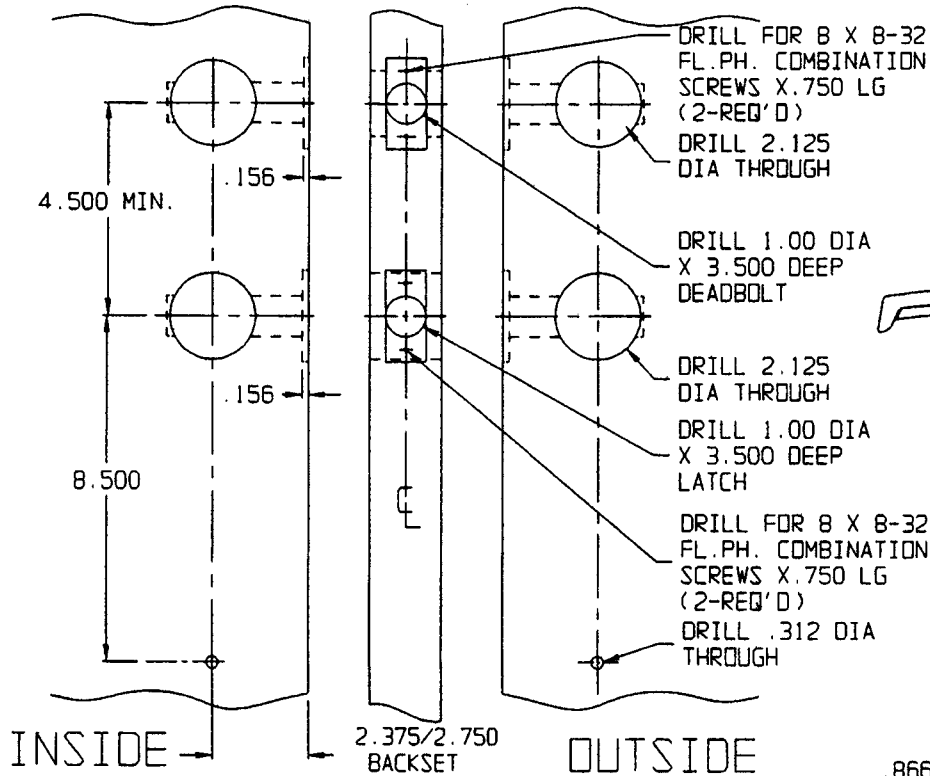 DRILL FOR 8 X 8-32
FL.PH. COMBINATION
SCREWS X.750 LG
(2-REQ'D)
DRILL 2.125
DIA THROUGH
.156
4.500 MIN.
DRILL 1.00 DIA
X 3.500 DEEP
DEADBOLT
DRILL 2.125
DIA THROUGH
.156
DRILL 1.00 DIA
X 3.500 DEEP
LATCH
8.500
DRILL FOR 8 X 8-32
FL.PH. COMBINATION
SCREWS X.750 LG
(2-REQ'D)
DRILL .312 DIA
THROUGH
INSIDE
2.375/2.750
BACKSET
OUTSIDE
.866